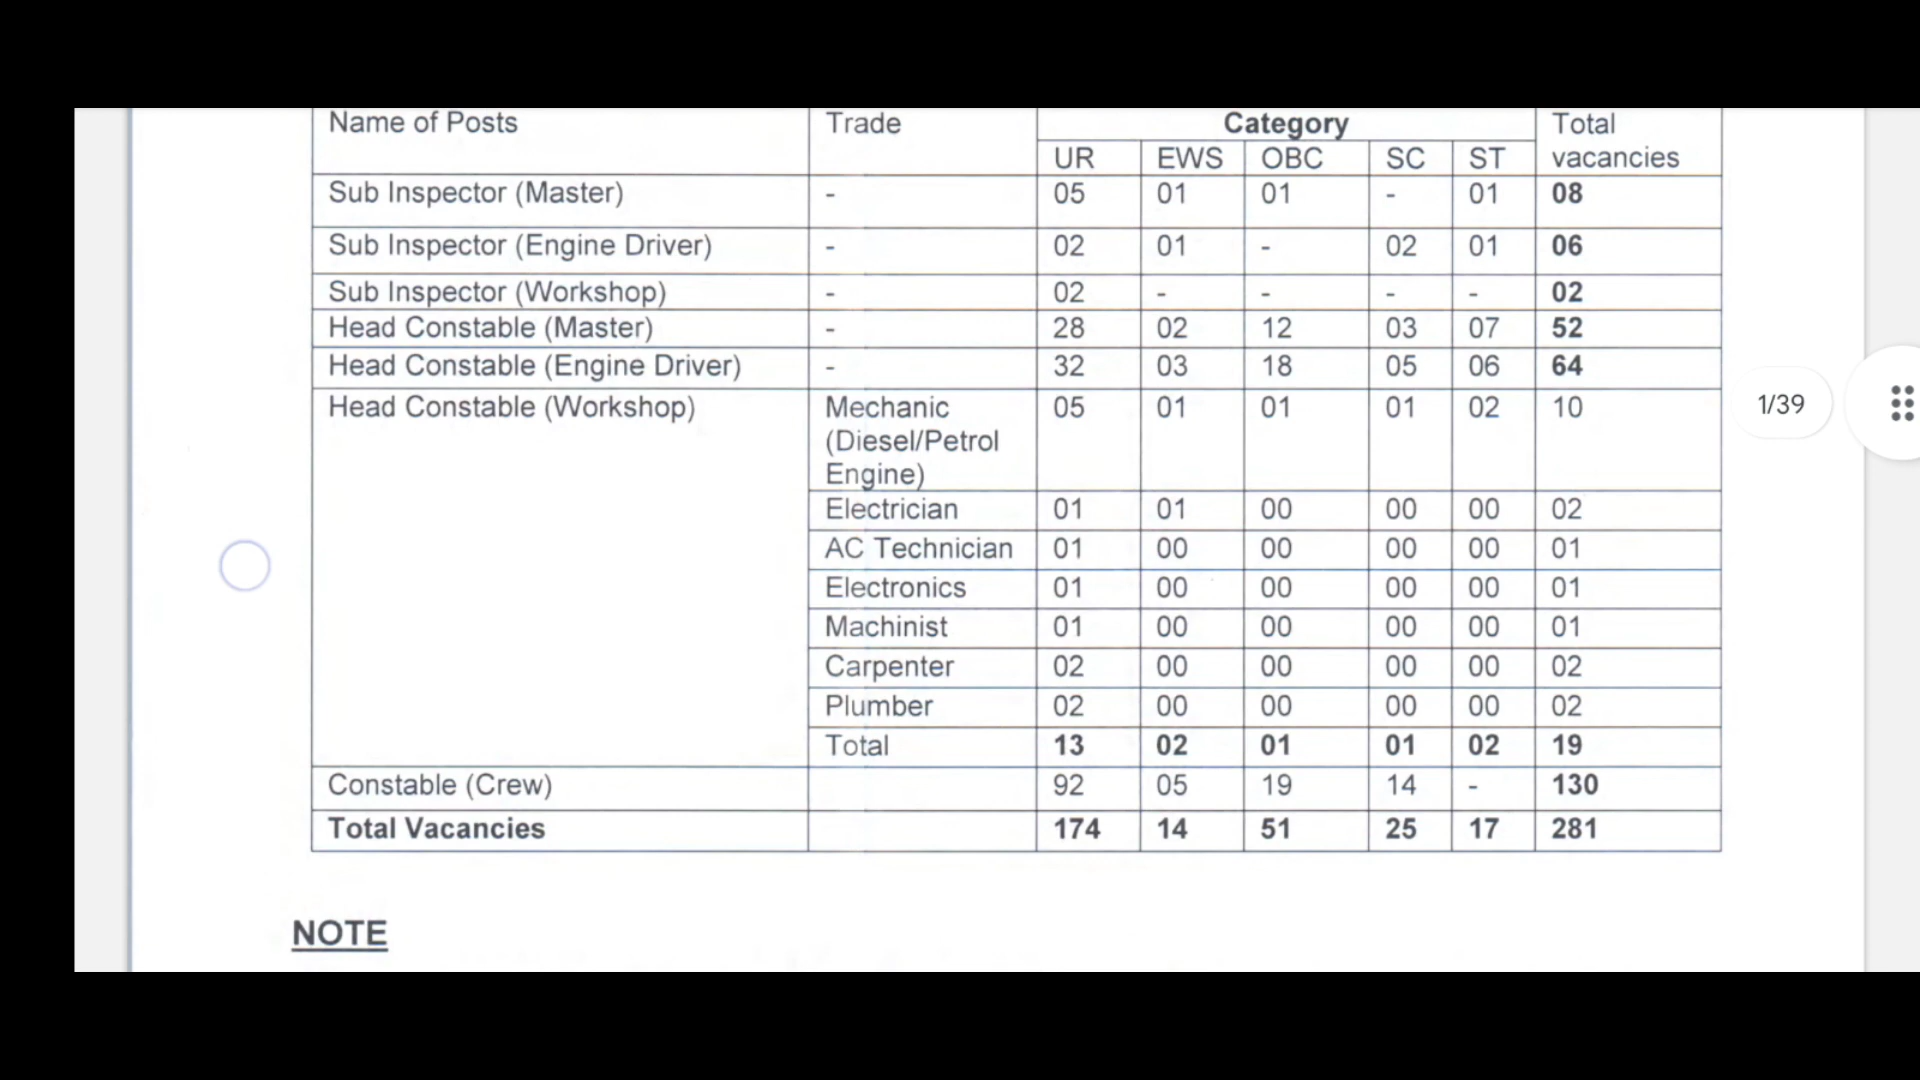 Name of Posts Trade Category Total vacancies
UR EWS OBC SC ST
Sub Inspector (Master) - 05 01 01 - 01 08
Sub Inspector (Engine Driver) - 02 01 - 02 01 06
Sub Inspector (Workshop) - 02 - - - - 02
Head Constable (Master) - 28 02 12 03 07 52
Head Constable (Engine Driver) - 32 03 18 05 06 64
Head Constable (Workshop) Mechanic 05 01 01 01 02 10
(Diesel/Petrol
Engine)
Electrician 01 01 00 00 00 02
AC Technician 01 00 00 00 00 01
Electronics 01 00 00 00 00 01
Machinist 01 00 00 00 00 01
Carpenter 02 00 00 00 00 02
Plumber 02 00 00 00 00 02
Total 13 02 01 01 02 19
Constable (Crew) 92 05 19 14 - 130
Total Vacancies 174 14 51 25 17 281
NOTE
1/39